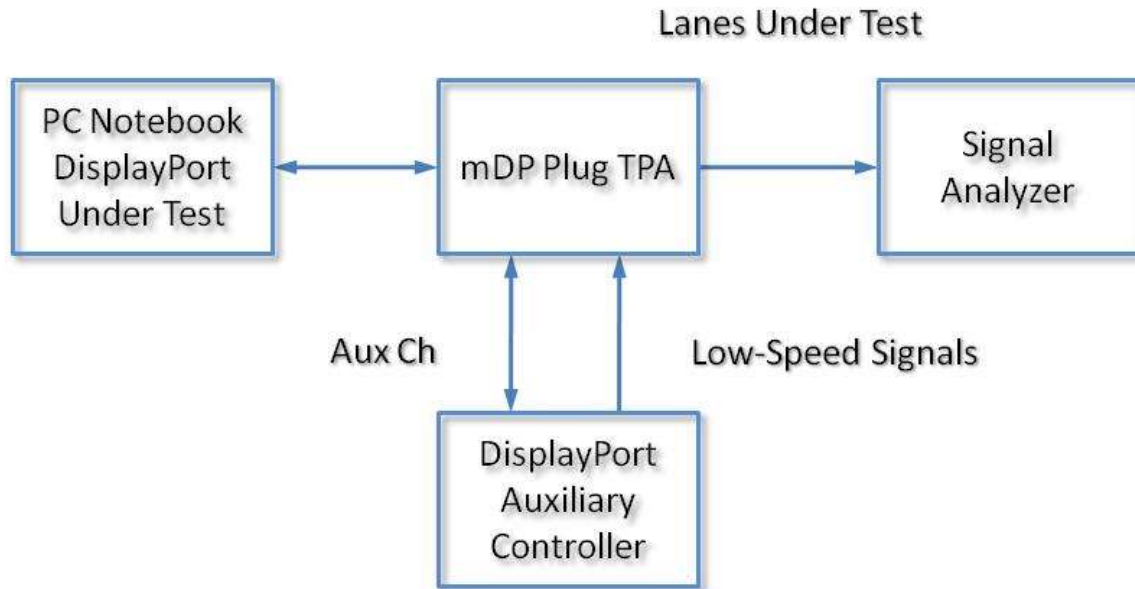 Lanes Under Test
PC Notebook
DisplayPort
Under Test
mDP Plug TPA
Signal
Analyzer
Aux Ch
Low-Speed Signals
DisplayPort
Auxiliary
Controller